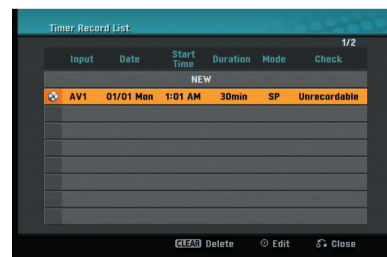 Timer Record List
1/2
Input Date Start Time Duration Mode Check
NEW
AV1 01/01 Mon 1:01 AM 30min SP Unrecordable
CLEAR Delete Edit Close